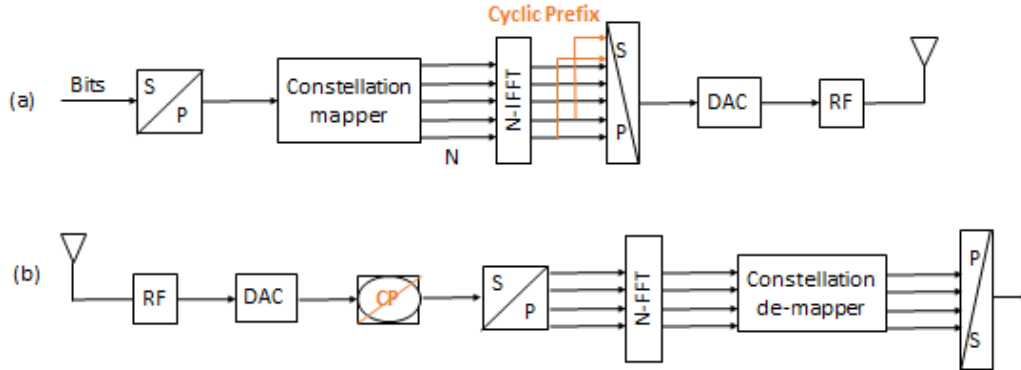 Cyclic Prefix
(a)
Bits
S
P
Constellation
mapper
N
N-IFFT
S
P
DAC
RF
(b)
RF
DAC
CP
S
P
N-FFT
Constellation
de-mapper
P
S